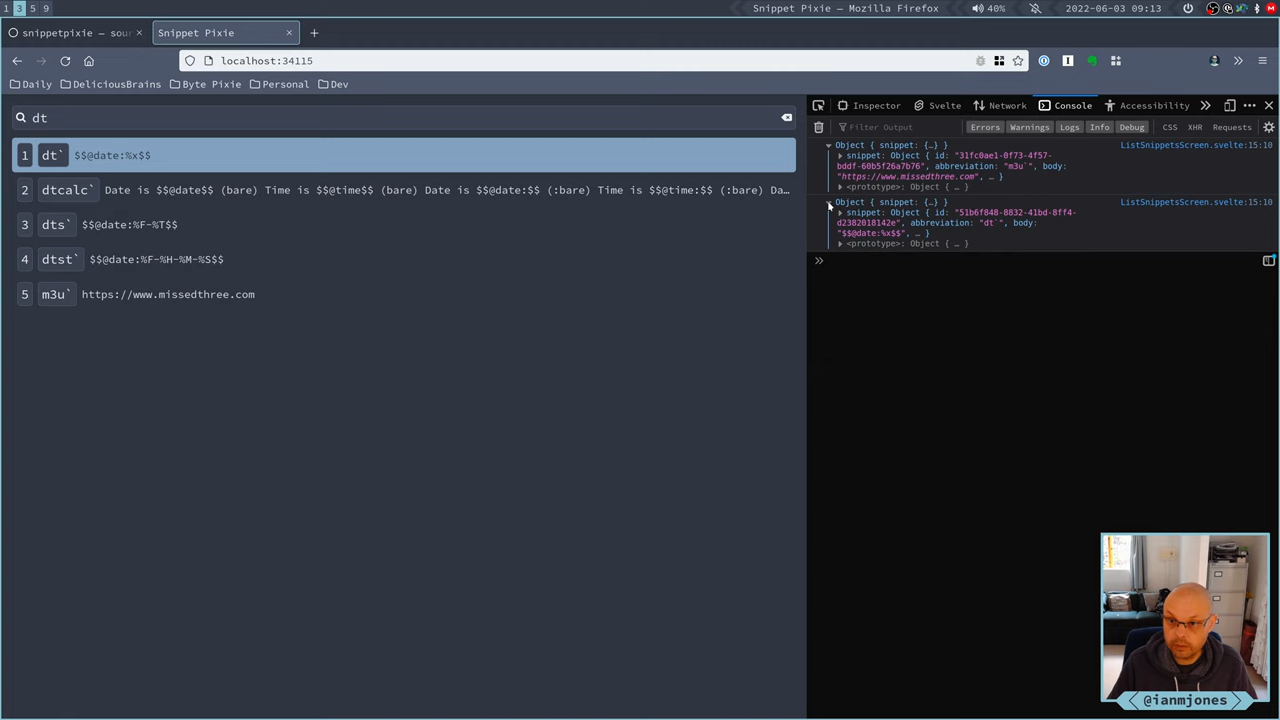 1 3 5 9
Snippet Pixie — Mozilla Firefox
40%
2022-06-03 09:13
snippetpixie — sour
Snippet Pixie
localhost:34115
Daily
DeliciousBrains
Byte Pixie
Personal
Dev
dt
1 dt` $$@date:%x$$
2 dtcalc` Date is $$@date$$ (bare) Time is $$@time$$ (bare) Date is $$@date:$$ (:bare) Time is $$@time:$$ (:bare) Da…
3 dts` $$@date:%F-%T$$
4 dtst` $$@date:%F-%H-%M-%S$$
5 m3u` https://www.missedthree.com
Inspector
Svelte
Network
Console
Accessibility
Filter Output
Errors
Warnings
Logs
Info
Debug
CSS
XHR
Requests
Object { snippet: {…} } ListSnippetsScreen.svelte:15:10
snippet: Object { id: "31fc0ae1-0f73-4f57-
bddf-60b5f26a7b76", abbreviation: "m3u`", body:
"https://www.missedthree.com", … }
<prototype>: Object { … }
Object { snippet: {…} } ListSnippetsScreen.svelte:15:10
snippet: Object { id: "51b6f848-8832-41bd-8ff4-
d2382018142e", abbreviation: "dt`", body:
"$$@date:%x$$", … }
<prototype>: Object { … }
@ianmjones